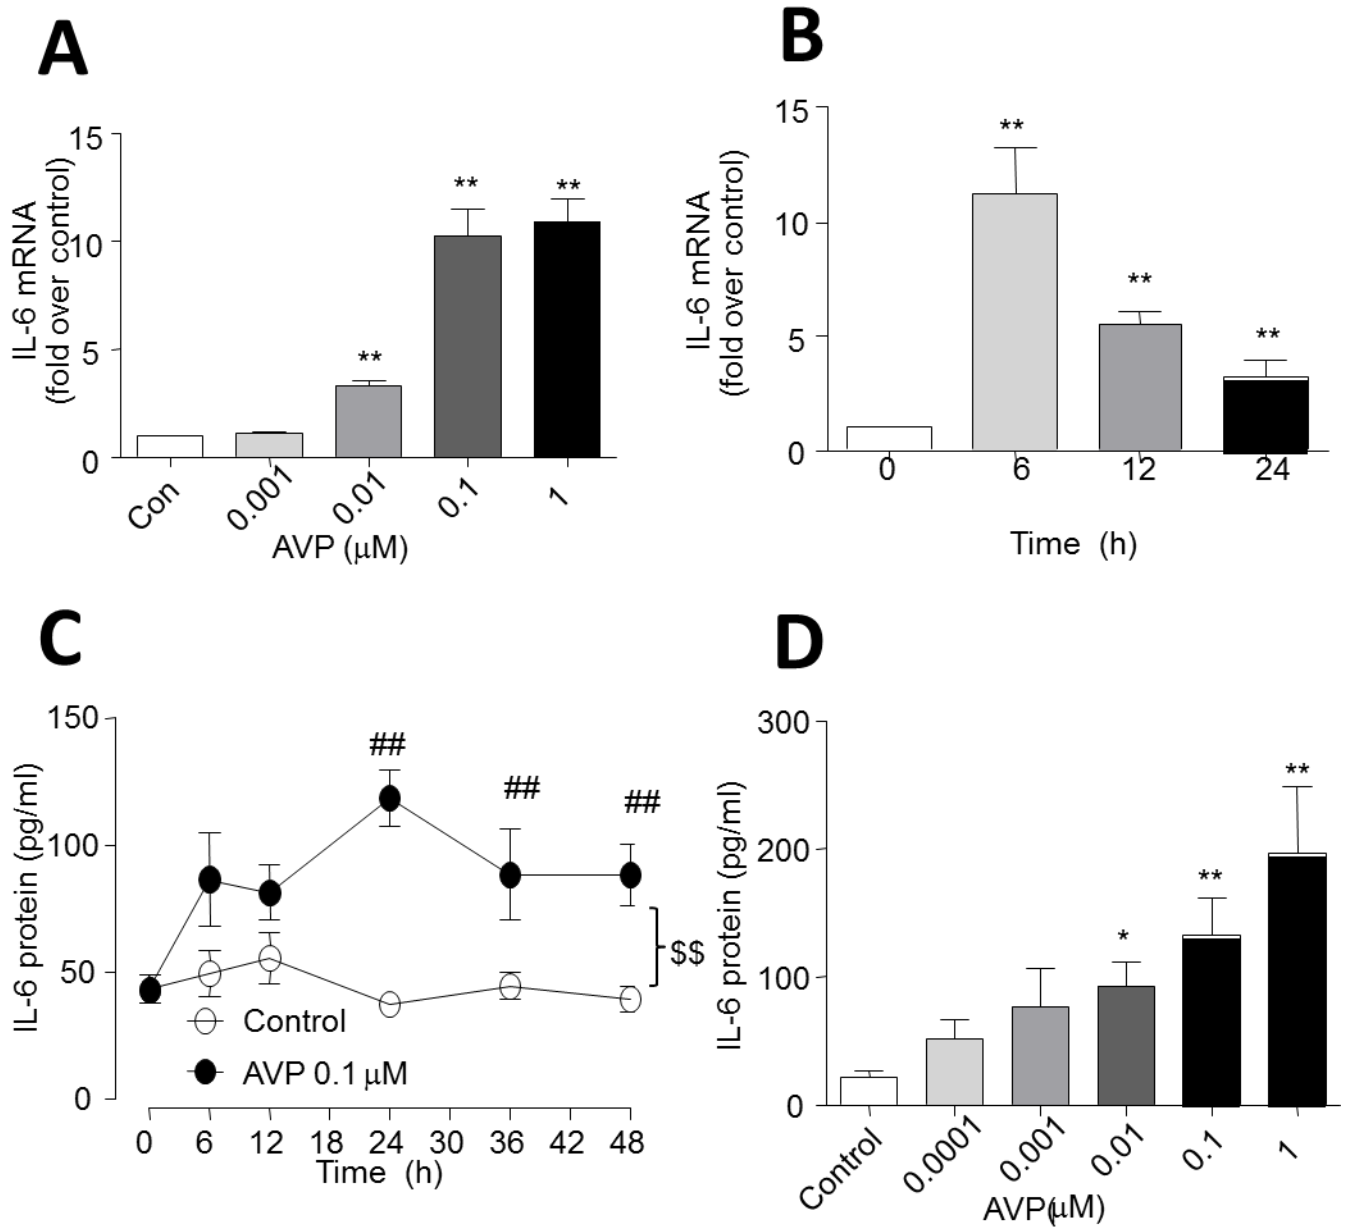 A
IL-6 mRNA
(fold over control)
15
10
5
0
**
**
**
Con
0.001
0.01
0.1
1
AVP (μM)
B
IL-6 mRNA
(fold over control)
15
10
5
0
**
**
**
0
6
12
24
Time (h)
C
IL-6 protein (pg/ml)
150
100
50
0
##
##
##
$$
Control
AVP 0.1 μM
0 6 12 18 24 30 36 42 48
Time (h)
D
IL-6 protein (pg/ml)
300
200
100
0
*
**
**
Control
0.0001
0.001
0.01
0.1
1
AVP(μM)